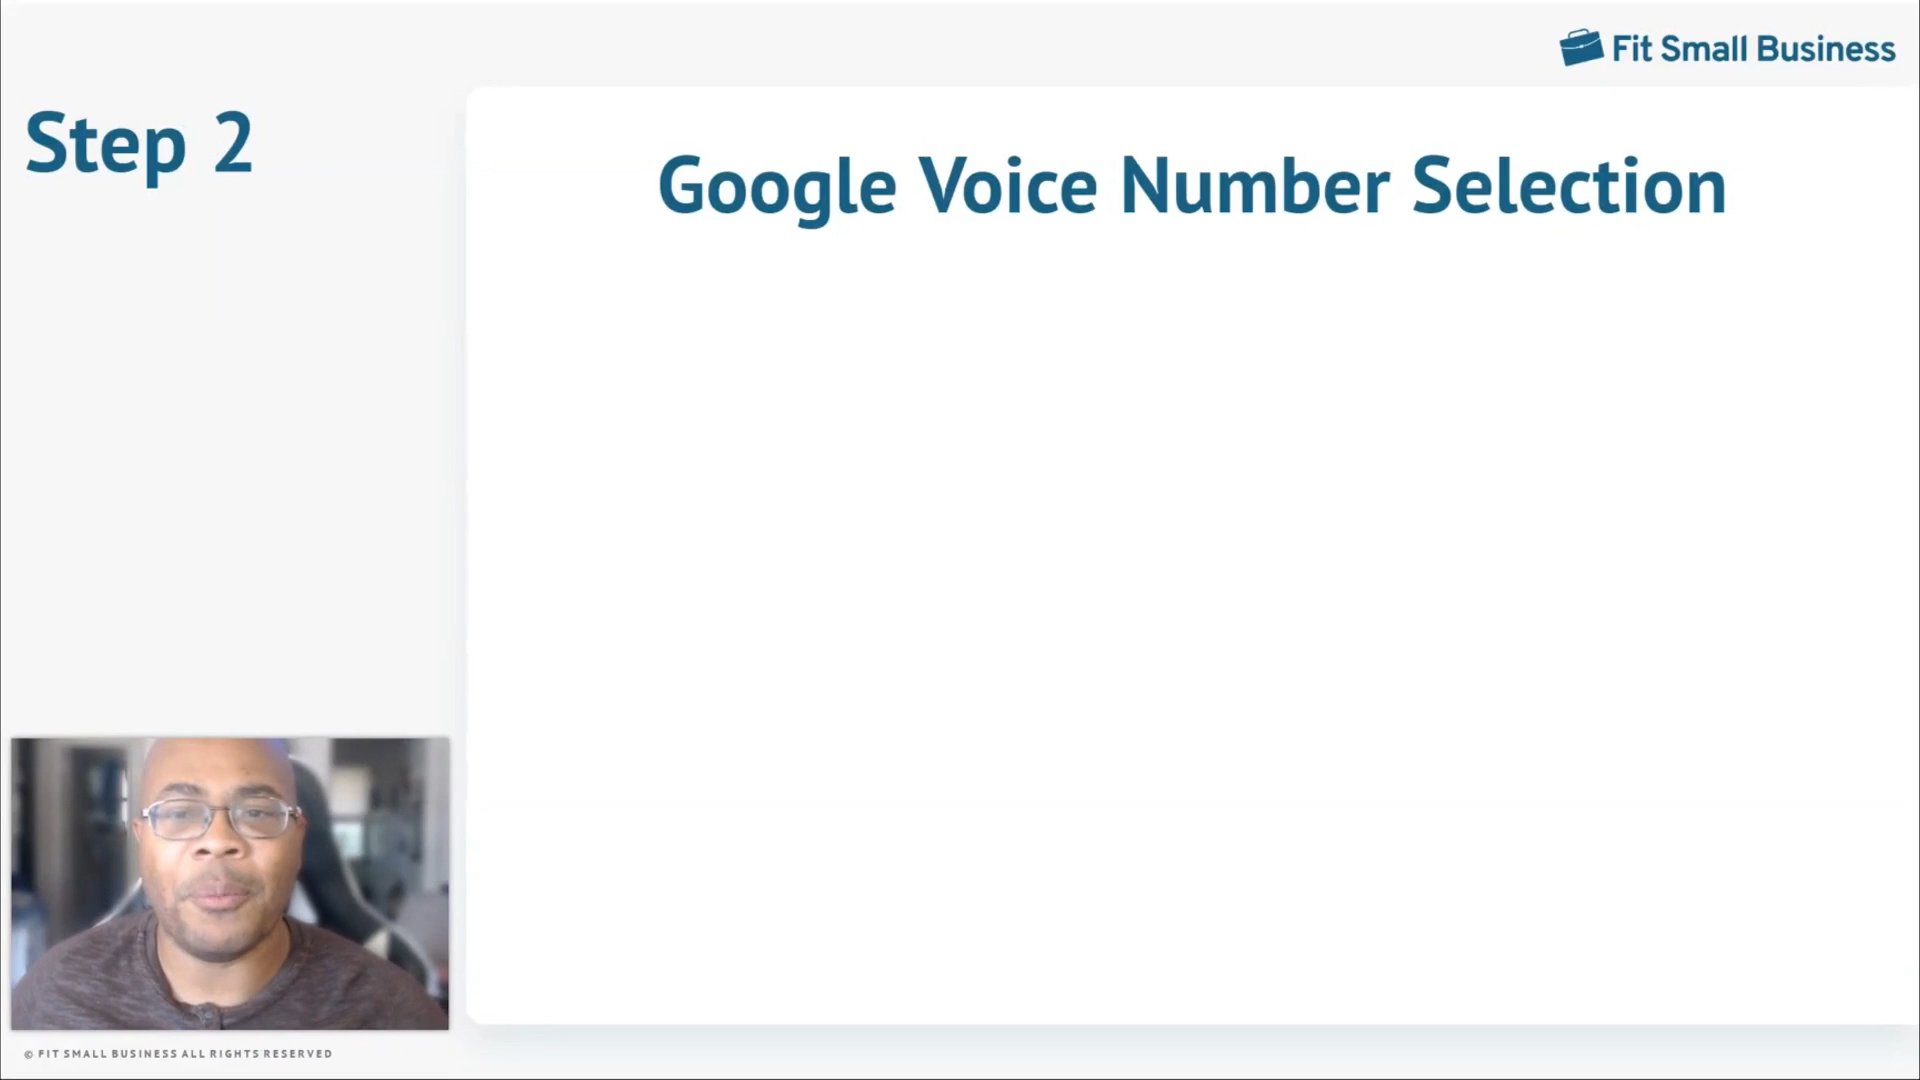 Fit Small Business
Step 2
Google Voice Number Selection
© FIT SMALL BUSINESS ALL RIGHTS RESERVED